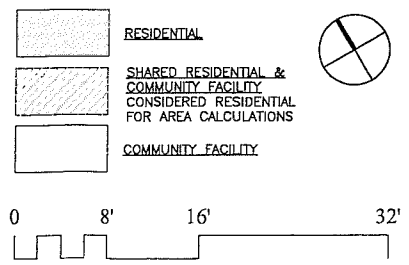 RESIDENTIAL
SHARED RESIDENTIAL &
COMMUNITY FACILITY
CONSIDERED RESIDENTIAL
FOR AREA CALCULATIONS
COMMUNITY FACILITY
0 8' 16' 32'